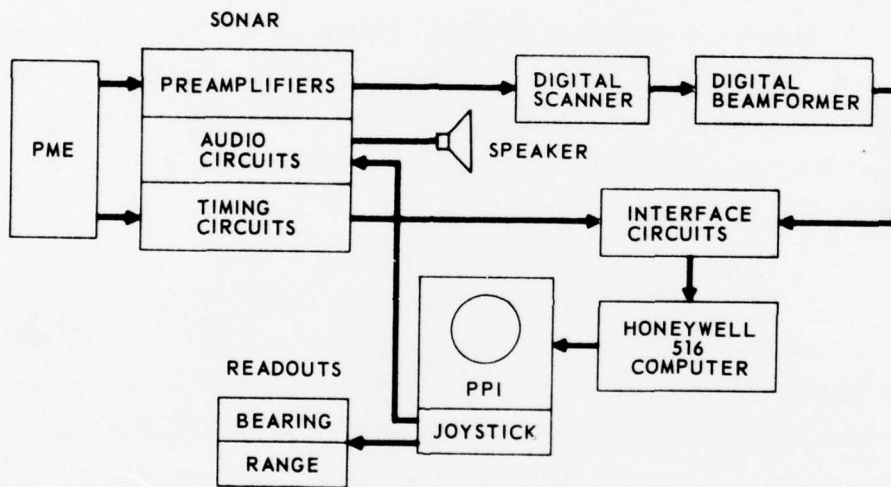 SONAR
PME
PREAMPLIFIERS
AUDIO
CIRCUITS
TIMING
CIRCUITS
SPEAKER
DIGITAL
SCANNER
DIGITAL
BEAMFORMER
INTERFACE
CIRCUITS
HONEYWELL
516
COMPUTER
PPI
JOYSTICK
READOUTS
BEARING
RANGE